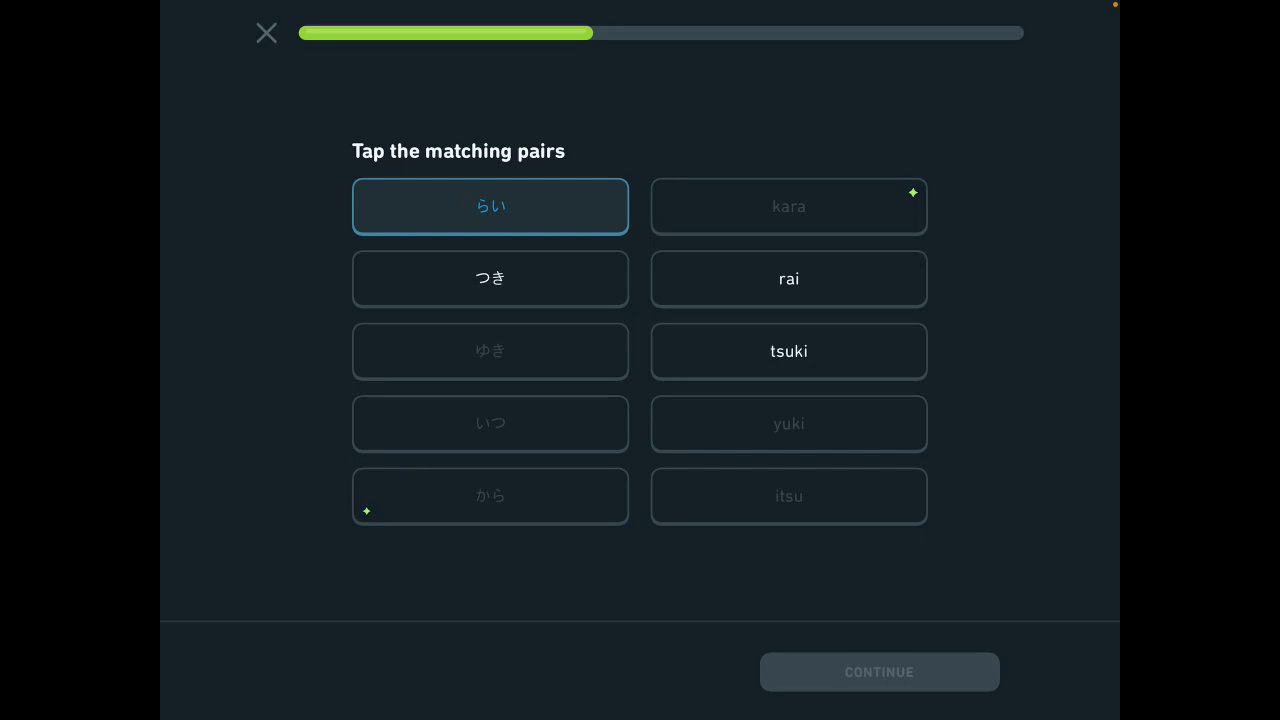 Tap the matching pairs
らい
kara
つき
rai
ゆき
tsuki
いつ
yuki
から
itsu
CONTINUE